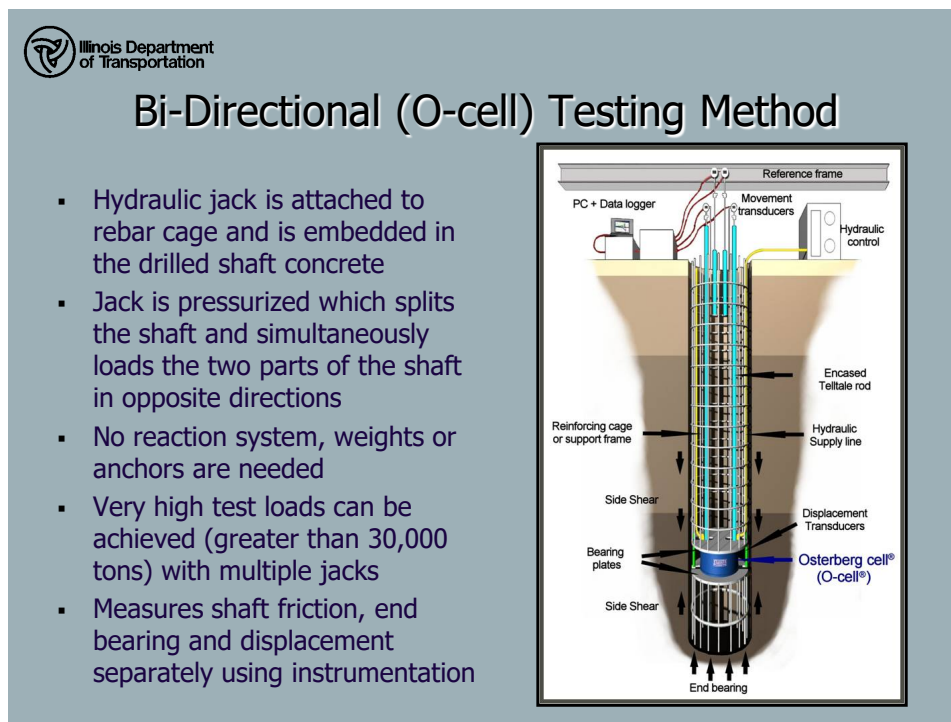 Illinois Department
of Transportation
Bi-Directional (O-cell) Testing Method
▪ Hydraulic jack is attached to
rebar cage and is embedded in
the drilled shaft concrete
▪ Jack is pressurized which splits
the shaft and simultaneously
loads the two parts of the shaft
in opposite directions
▪ No reaction system, weights or
anchors are needed
▪ Very high test loads can be
achieved (greater than 30,000
tons) with multiple jacks
▪ Measures shaft friction, end
bearing and displacement
separately using instrumentation
Reference frame
PC + Data logger
Movement
transducers
Hydraulic
control
Encased
Telltale rod
Reinforcing cage
or support frame
Hydraulic
Supply line
Side Shear
Displacement
Transducers
Bearing
plates
Osterberg cell®
(O-cell®)
Side Shear
End bearing